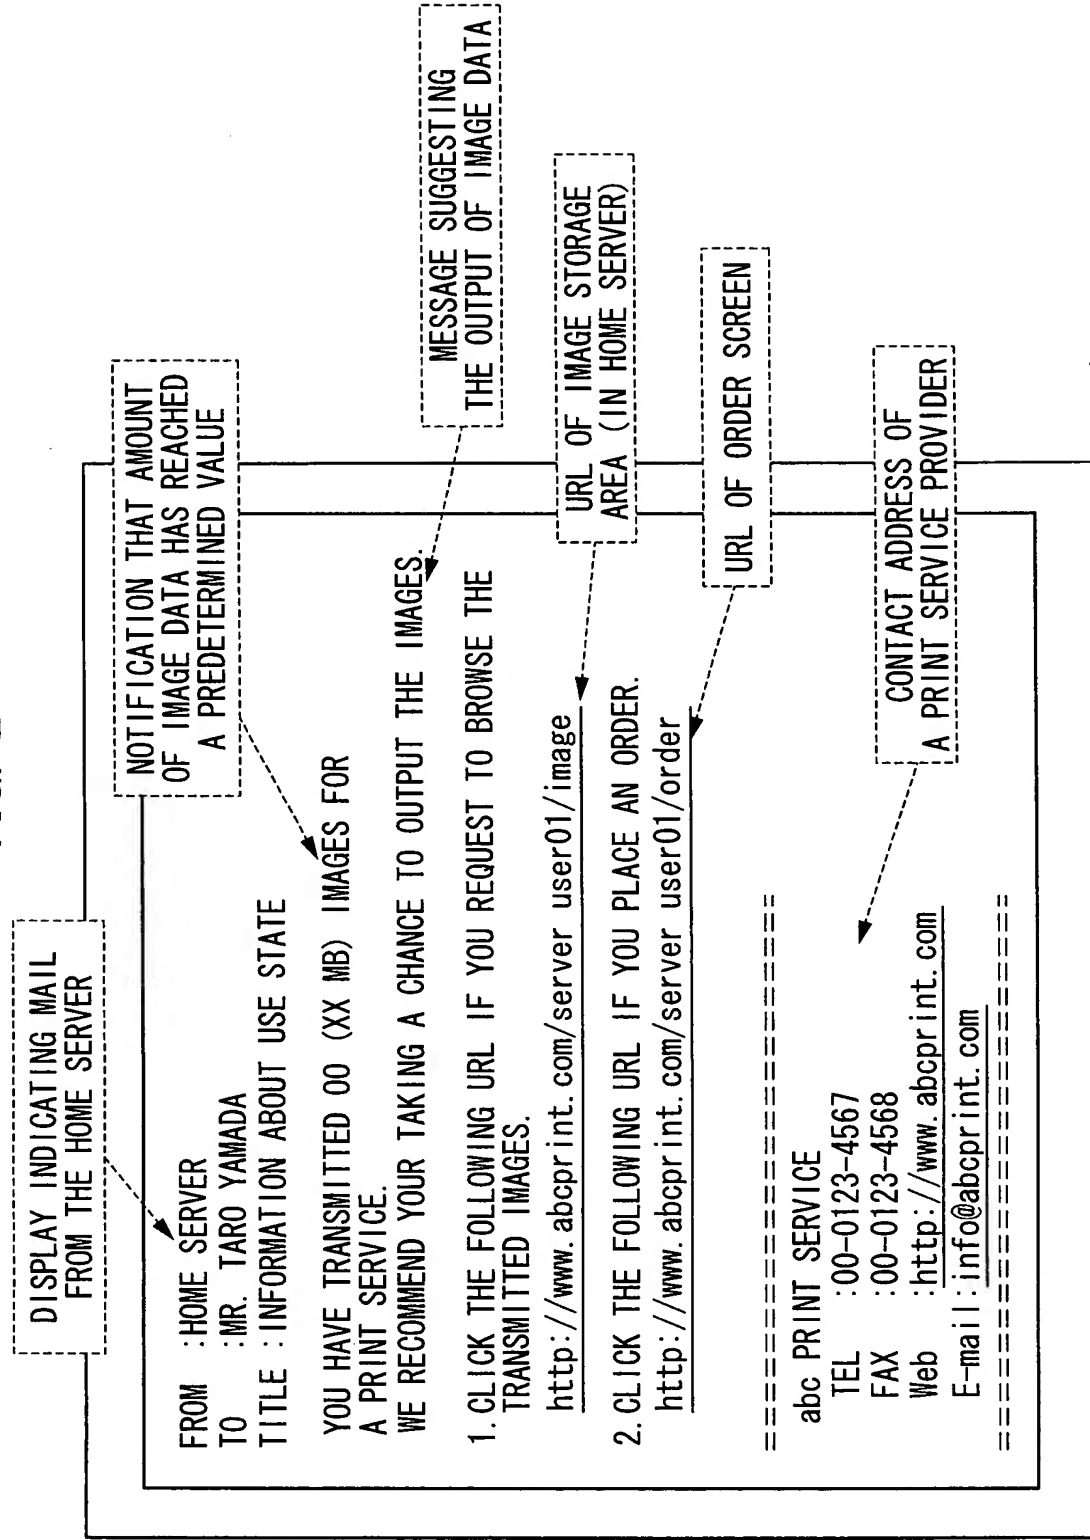 DISPLAY INDICATING MAIL
FROM THE HOME SERVER
NOTIFICATION THAT AMOUNT
OF IMAGE DATA HAS REACHED
A PREDETERMINED VALUE
FROM :HOME SERVER
TO :MR. TARO YAMADA
TITLE :INFORMATION ABOUT USE STATE
YOU HAVE TRANSMITTED OO (XX MB) IMAGES FOR
A PRINT SERVICE.
WE RECOMMEND YOUR TAKING A CHANCE TO OUTPUT THE IMAGES.
MESSAGE SUGGESTING
THE OUTPUT OF IMAGE DATA
1. CLICK THE FOLLOWING URL IF YOU REQUEST TO BROWSE THE
TRANSMITTED IMAGES.
http://www.abcprint.com/server user01/image
URL OF IMAGE STORAGE
AREA (IN HOME SERVER)
2. CLICK THE FOLLOWING URL IF YOU PLACE AN ORDER.
http://www.abcprint.com/server user01/order
URL OF ORDER SCREEN
==============================
abc PRINT SERVICE
TEL :00-0123-4567
FAX :00-0123-4568
Web :http://www.abcprint.com
E-mail:info@abcprint.com
==============================
CONTACT ADDRESS OF
A PRINT SERVICE PROVIDER